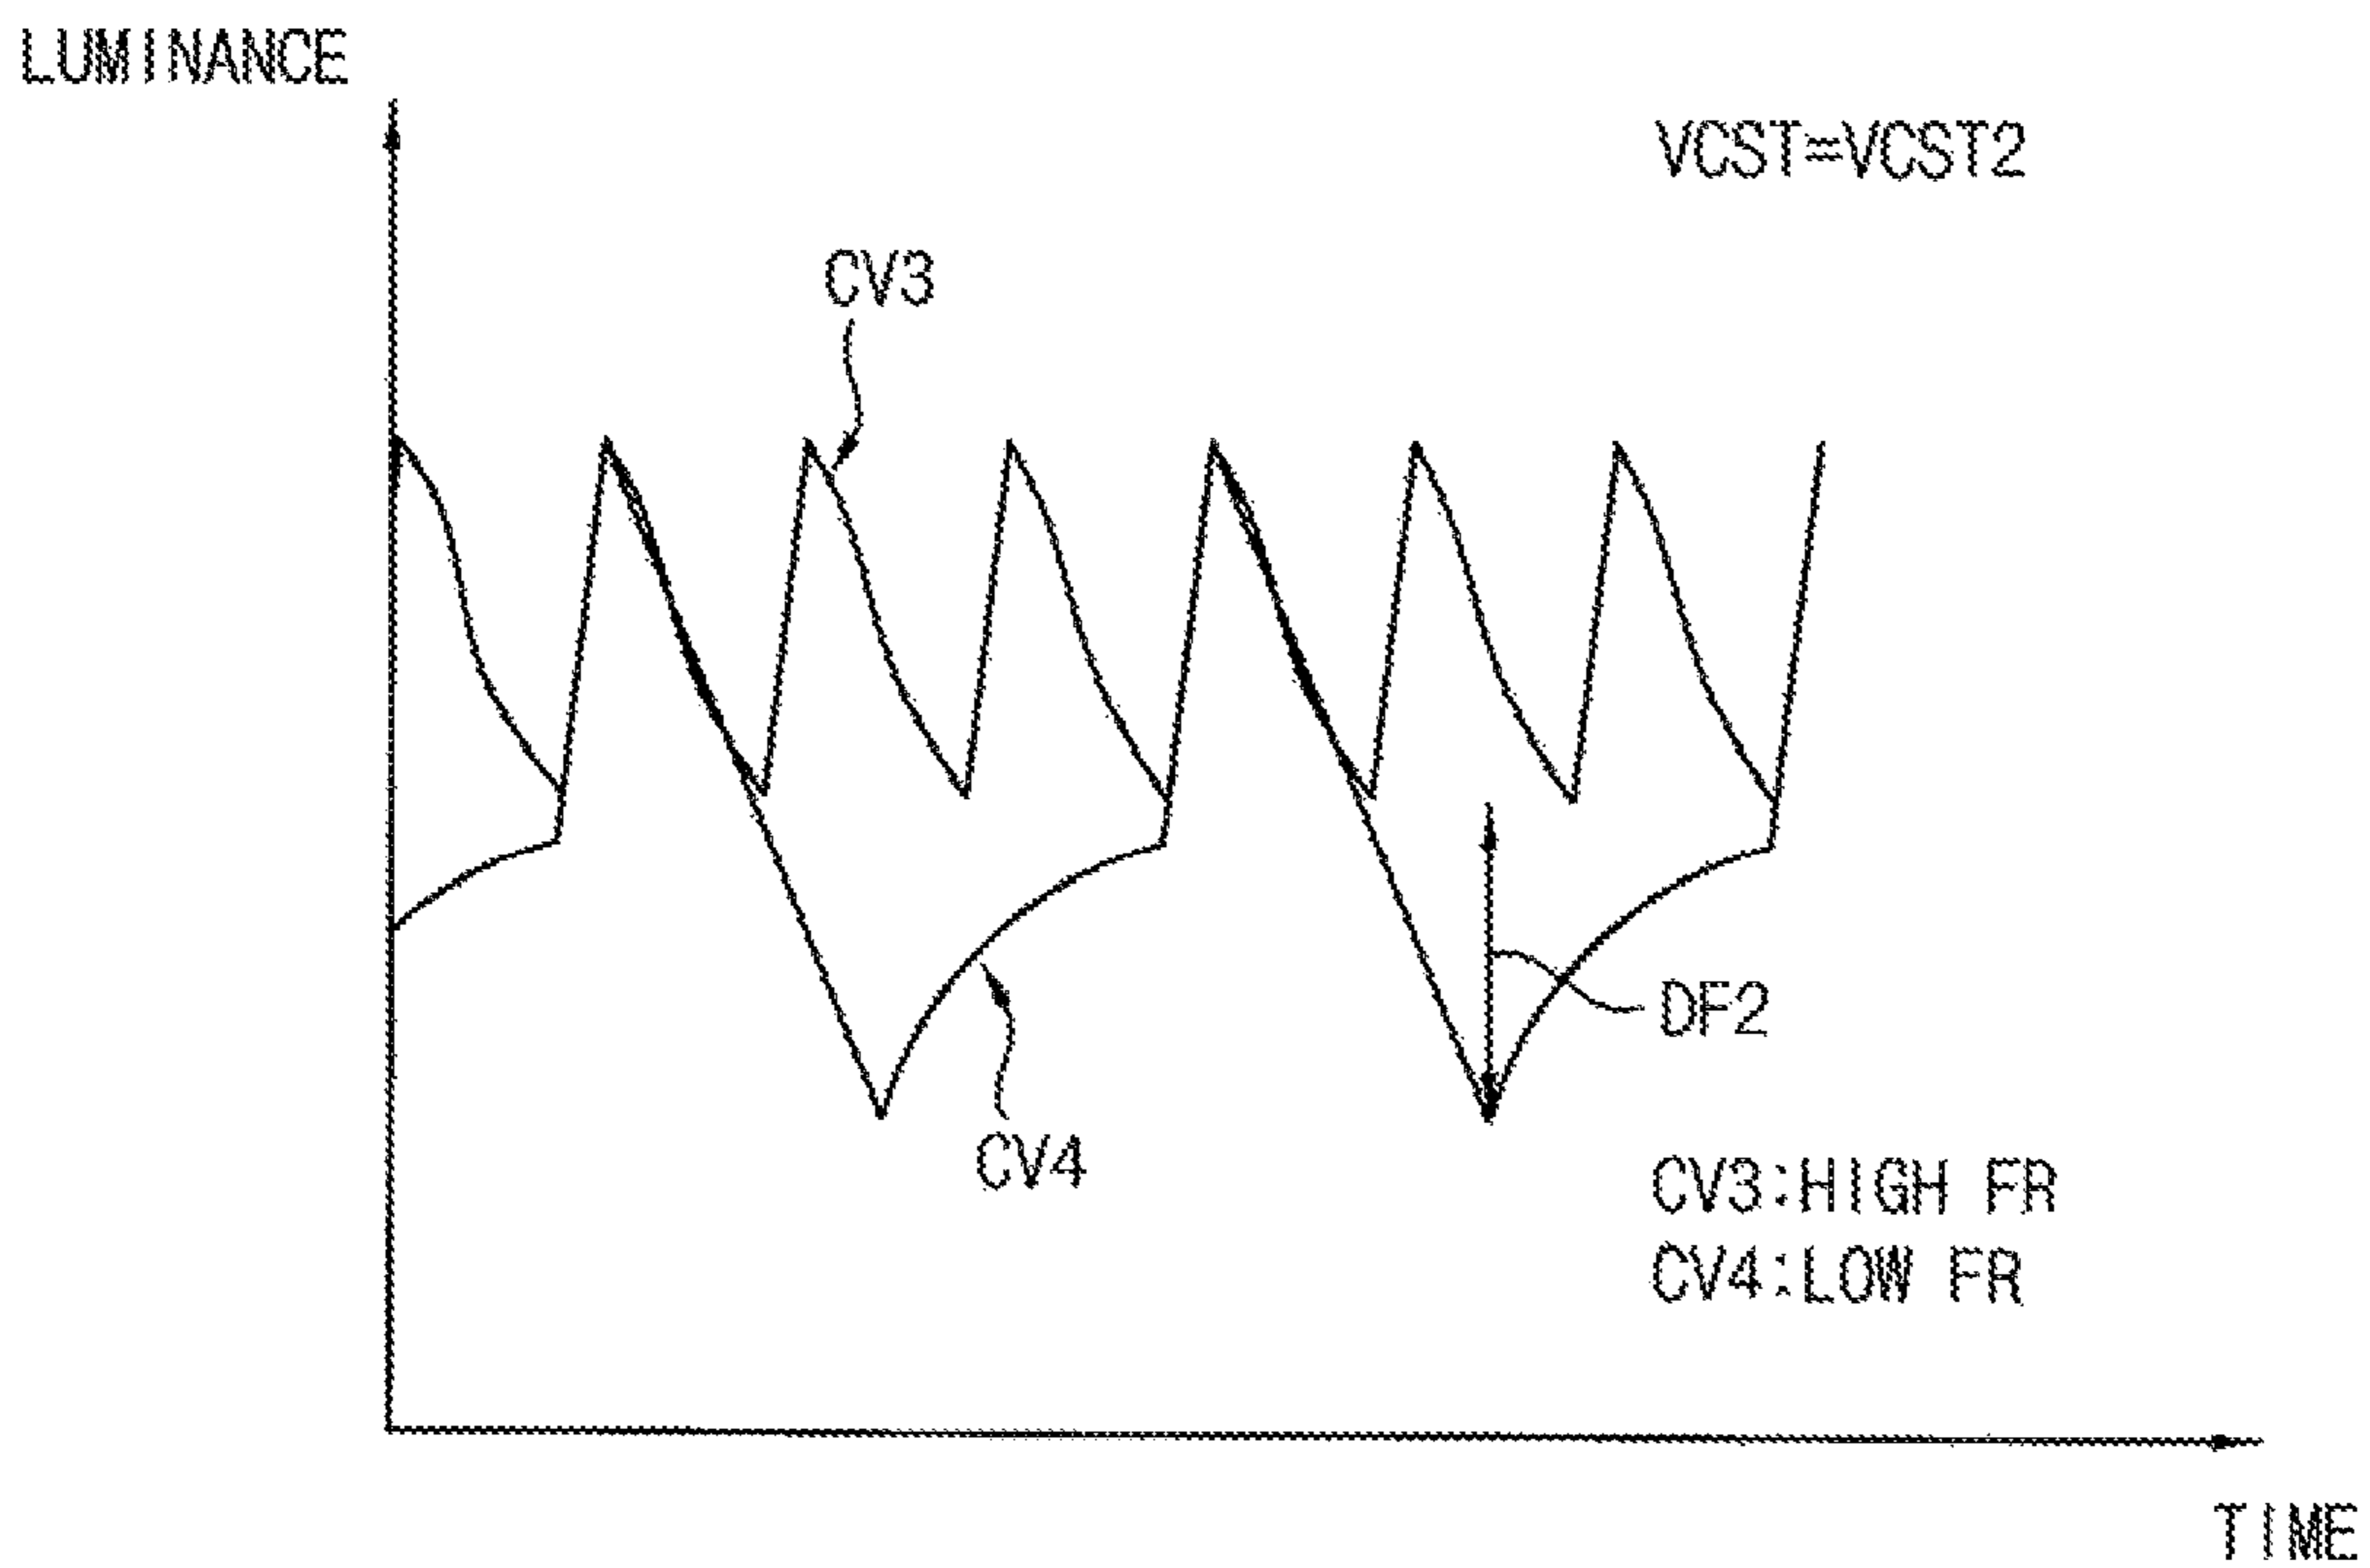 LUMINANCE
VCST=VCST2
CV3
DF2
CV4
CV3:HIGH FR
CV4:LOW FR
TIME